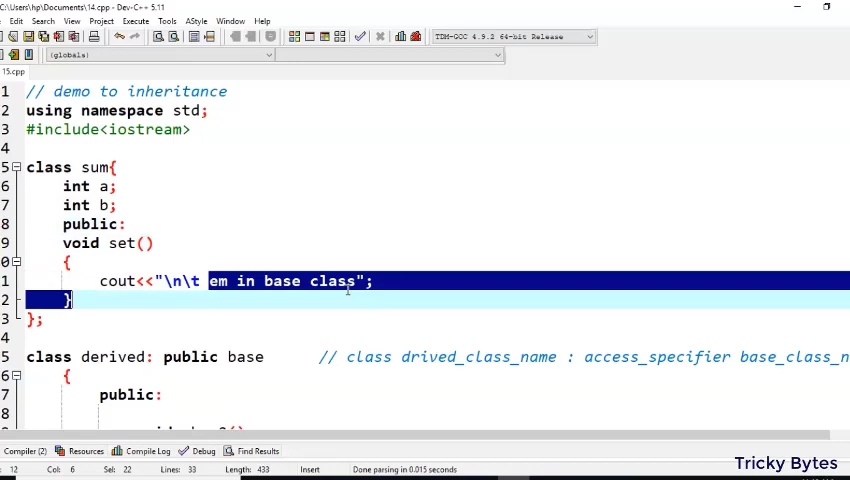 C:\Users\hp\Documents\14.cpp - Dev-C++ 5.11
Edit Search View Project Execute Tools AStyle Window Help
TDM-GCC 4.9.2 64-bit Release
(globals)
15.cpp
1 // demo to inheritance
2 using namespace std;
3 #include<iostream>
4
5 class sum{
6 int a;
7 int b;
8 public:
9 void set()
0 {
1 cout<<"\n\t em in base class";
2 }
3 };
4
5 class derived: public base // class drived_class_name : access_specifier base_class_n
6 {
7 public:
8
Compiler (2) Resources Compile Log Debug Find Results
: 12 Col: 6 Sel: 22 Lines: 33 Length: 433 Insert Done parsing in 0.015 seconds
Tricky Bytes